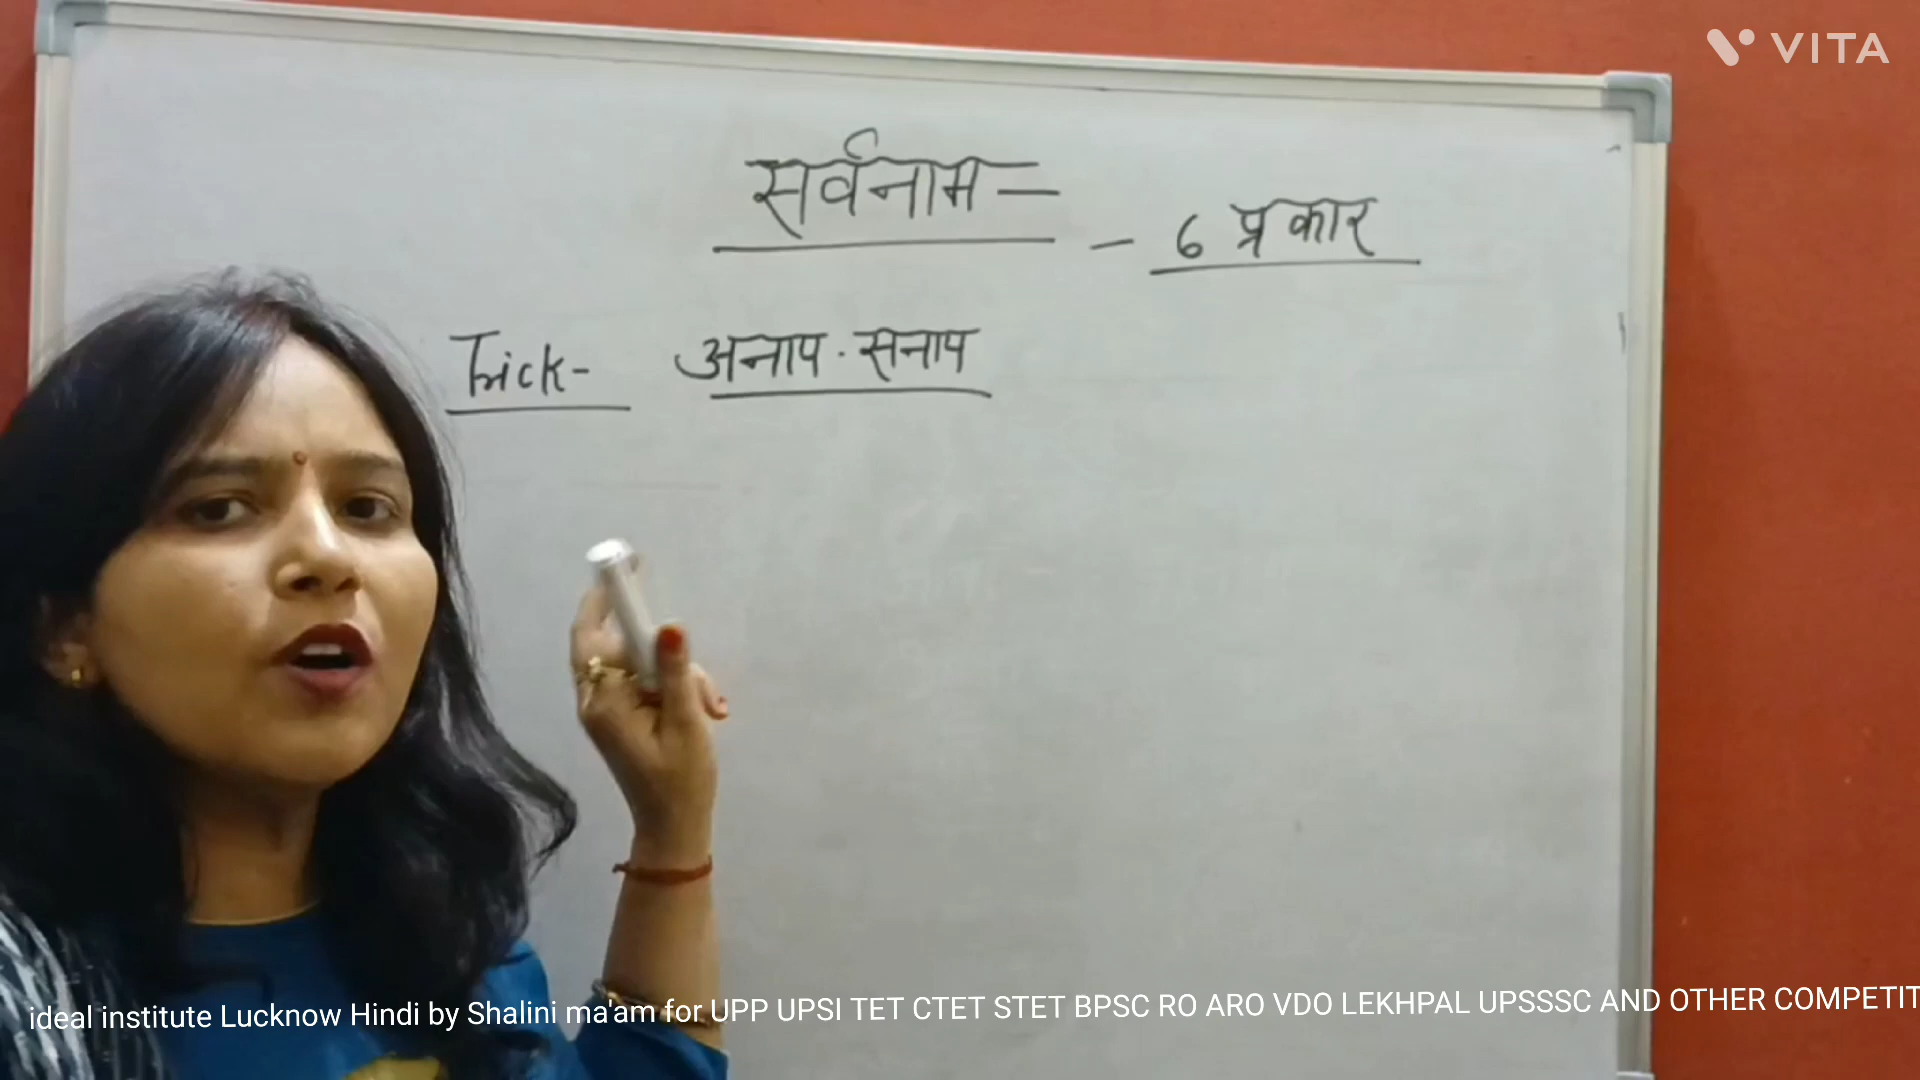 VITA
सर्वनाम –
– 6 प्रकार
Trick- अनाप . सनाप
ideal institute Lucknow Hindi by Shalini ma'am for UPP UPSI TET CTET STET BPSC RO ARO VDO LEKHPAL UPSSSC AND OTHER COMPETIT